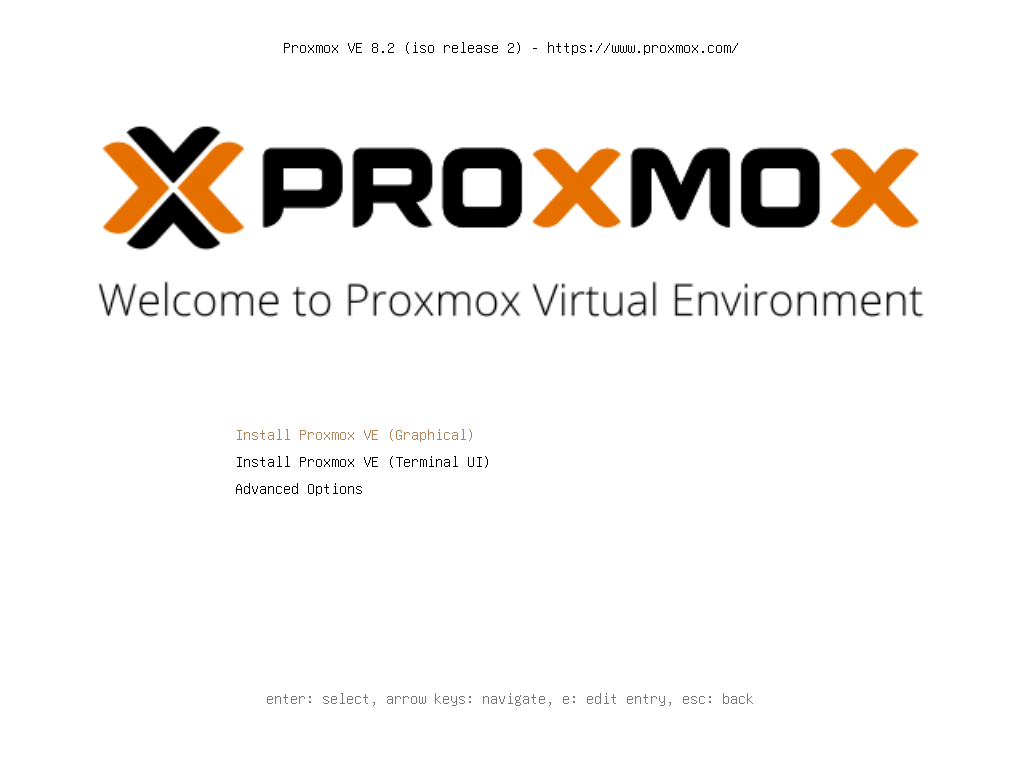 Proxmox VE 8.2 (iso release 2) - https://www.proxmox.com/
PROXMOX
Welcome to Proxmox Virtual Environment
Install Proxmox VE (Graphical)
Install Proxmox VE (Terminal UI)
Advanced Options
enter: select, arrow keys: navigate, e: edit entry, esc: back